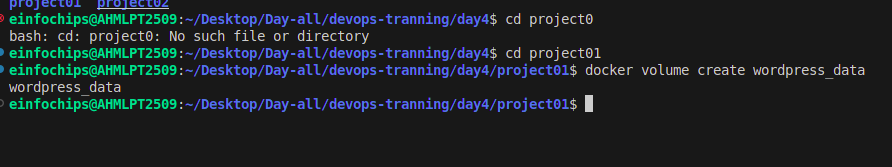 project01  project02
einfochips@AHMLPT2509:~/Desktop/Day-all/devops-tranning/day4$ cd project0
bash: cd: project0: No such file or directory
einfochips@AHMLPT2509:~/Desktop/Day-all/devops-tranning/day4$ cd project01
einfochips@AHMLPT2509:~/Desktop/Day-all/devops-tranning/day4/project01$ docker volume create wordpress_data
wordpress_data
einfochips@AHMLPT2509:~/Desktop/Day-all/devops-tranning/day4/project01$